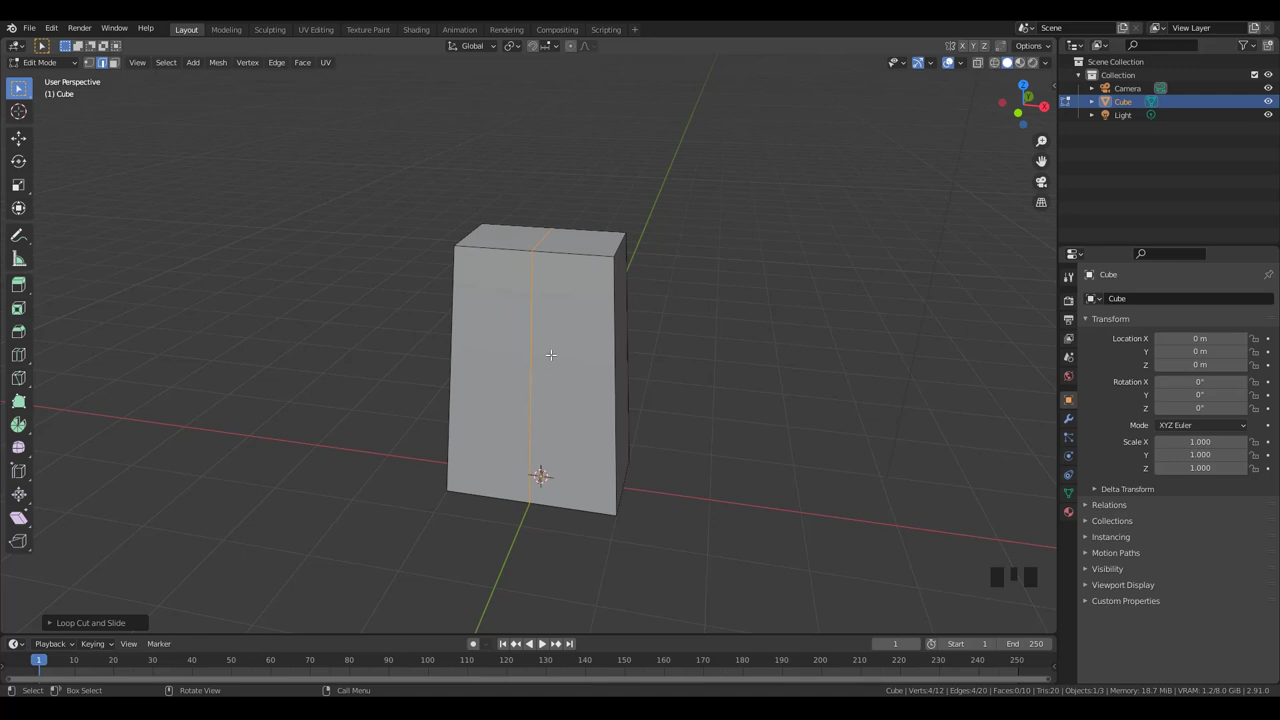 File Edit Render Window Help Layout Modeling Sculpting UV Editing Texture Paint Shading Animation Rendering Compositing Scripting + Scene View Layer
Global X Y Z Options
Edit Mode View Select Add Mesh Vertex Edge Face UV
User Perspective
(1) Cube
Z
Y
X
Scene Collection
Collection
Camera
Cube
Light
Cube
Cube
Transform
Location X 0 m
Y 0 m
Z 0 m
Rotation X 0°
Y 0°
Z 0°
Mode XYZ Euler
Scale X 1.000
Y 1.000
Z 1.000
Delta Transform
Relations
Collections
Instancing
Motion Paths
Visibility
Viewport Display
Custom Properties
Loop Cut and Slide
Playback Keying View Marker 1 Start 1 End 250
1 10 20 30 40 50 60 70 80 90 100 110 120 130 140 150 160 170 180 190 200 210 220 230 240 250
Select Box Select Rotate View Call Menu Cube | Verts:4/12 | Edges:4/20 | Faces:0/10 | Tris:20 | Objects:1/3 | Memory: 18.7 MiB | VRAM: 1.2/8.0 GiB | 2.91.0